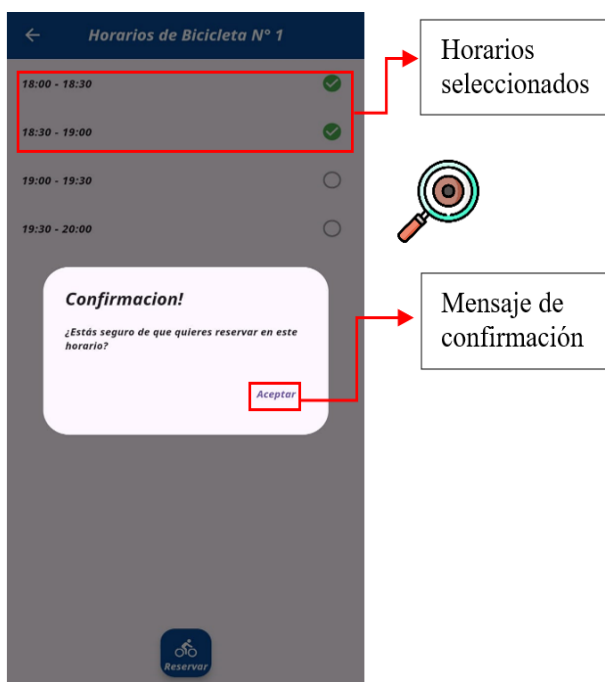 Horarios de Bicicleta N° 1
18:00 - 18:30
18:30 - 19:00
19:00 - 19:30
19:30 - 20:00
Confirmacion!
¿Estás seguro de que quieres reservar en este
horario?
Aceptar
Reservar
Horarios
seleccionados
Mensaje de
confirmación